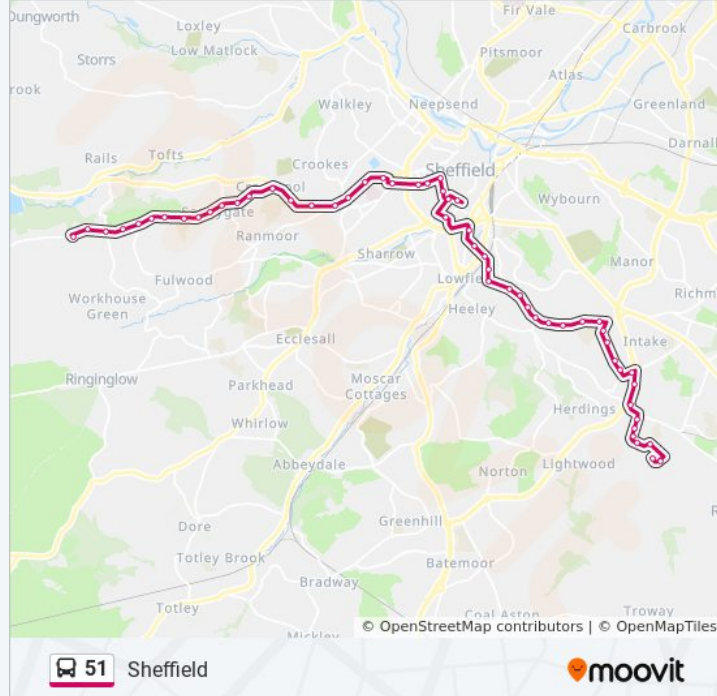 Dungworth
Fir Vale
Loxley
Carbrook
Low Matlock
Pitsmoor
Storrs
Atlas
rook
Walkley
Neepsend
Greenland
Darnall
Rails
Tofts
Crookes
Sheffield
Wybourn
Ranmoor
Sharrow
Manor
Fulwood
Lowfie
Richm
Workhouse
Green
Heeley
Ecclesall
Intake
Ringinglow
Parkhead
Moscar
Cottages
Herdings
Whirlow
Abbeydale
Norton
Lightwood
Dore
Greenhill
R
Totley Brook
Batemoor
Bradway
Totley
Coal Aston
Troway
Mickley
© OpenStreetMap contributors | © OpenMapTiles
51 Sheffield
moovit